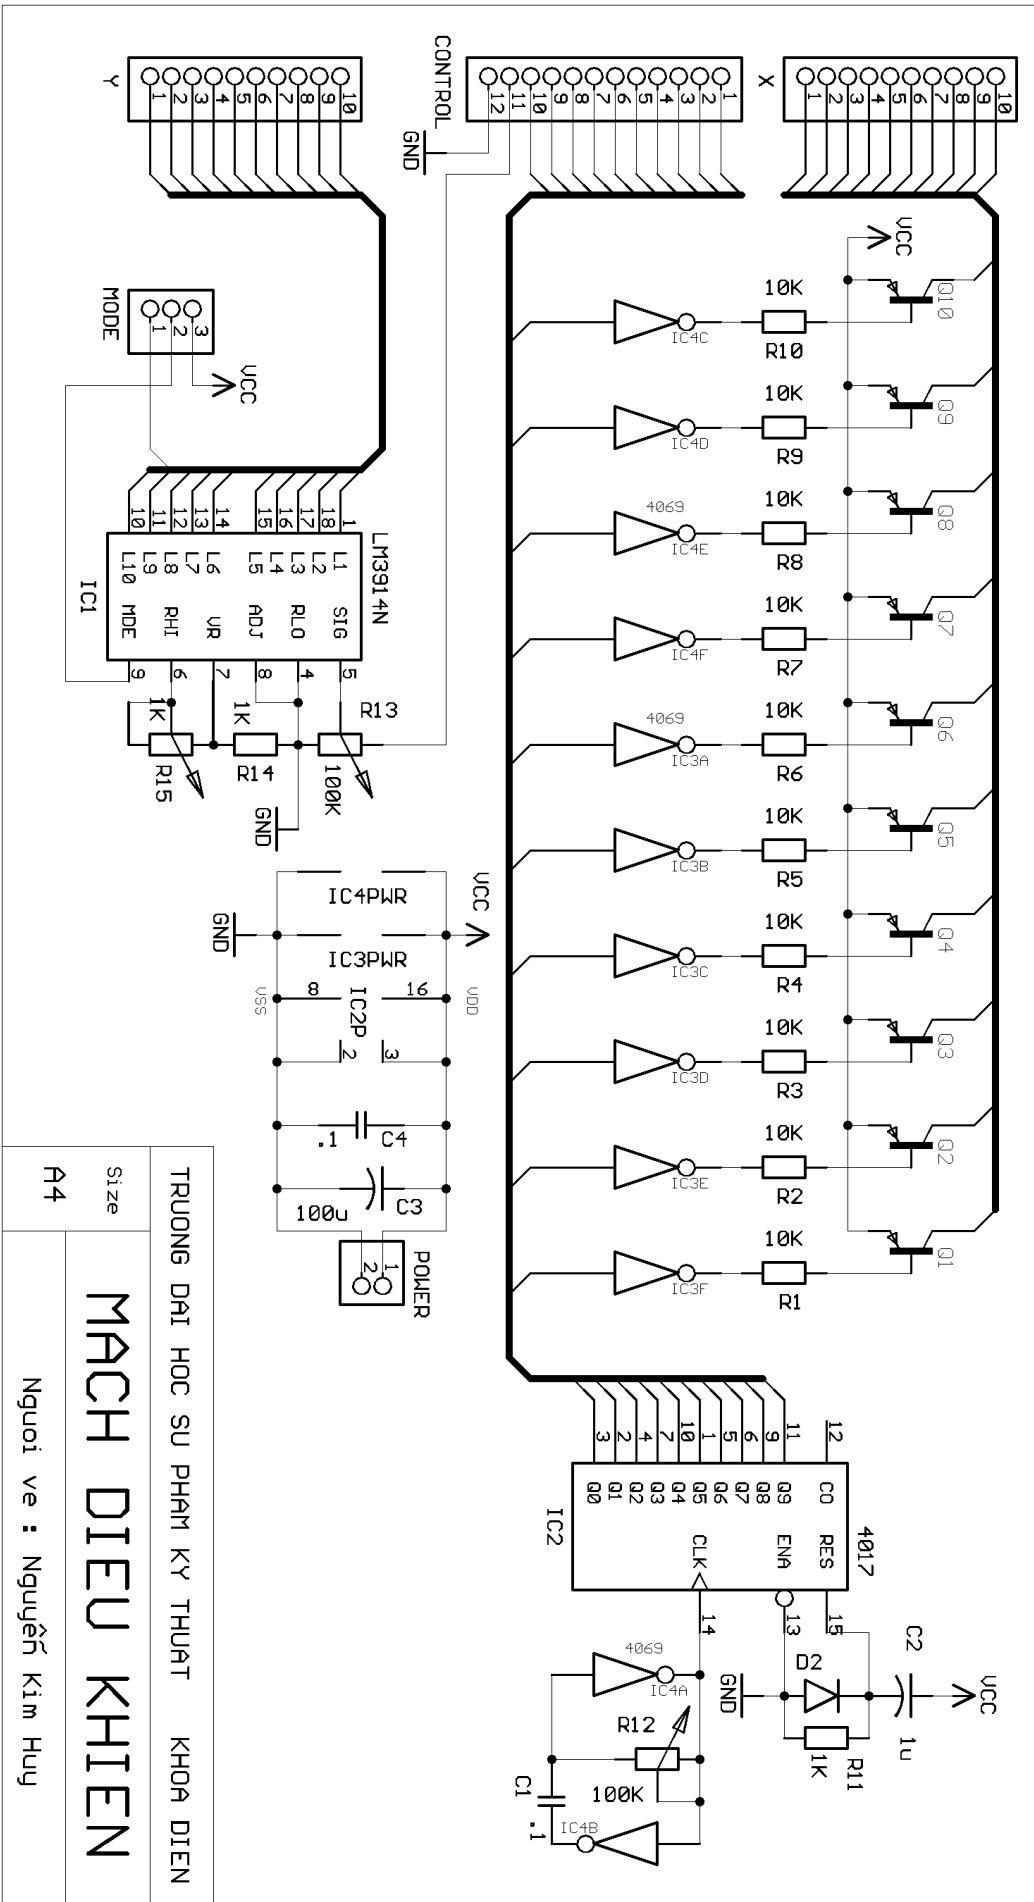 X
1
2
3
4
5
6
7
8
9
10
CONTROL
12
11
10
9
8
7
6
5
4
3
2
1
GND
Y
1
2
3
4
5
6
7
8
9
10
VCC
Q10
Q9
Q8
Q7
Q6
Q5
Q4
Q3
Q2
Q1
10K
R10
10K
R9
10K
R8
10K
R7
10K
R6
10K
R5
10K
R4
10K
R3
10K
R2
10K
R1
IC4C
IC4D
4069
IC4E
IC4F
4069
IC3A
IC3B
IC3C
IC3D
IC3E
IC3F
MODE
1
2
3
VCC
LM3914N
IC1
1
18
17
16
15
14
13
12
11
10
L1
L2
L3
L4
L5
L6
L7
L8
L9
L10
SIG
RLO
ADJ
VR
RHI
MDE
5
4
8
7
6
9
R13
100K
1K
R14
1K
R15
GND
VCC
IC4PWR
IC3PWR
GND
VDD
VSS
8
16
IC2P
2
3
.1
C4
100u
C3
POWER
1
2
4017
IC2
12
11
9
6
5
1
10
7
4
2
3
CO
Q9
Q8
Q7
Q6
Q5
Q4
Q3
Q2
Q1
Q0
RES
ENA
CLK
15
13
14
C2
1u
VCC
D2
GND
R11
1K
4069
IC4A
R12
100K
C1
.1
IC4B
TRUONG DAI HOC SU PHAM KY THUAT KHOA DIEN
Size
A4
MACH DIEU KHIEN
Nguoi ve : Nguyễn Kim Huy